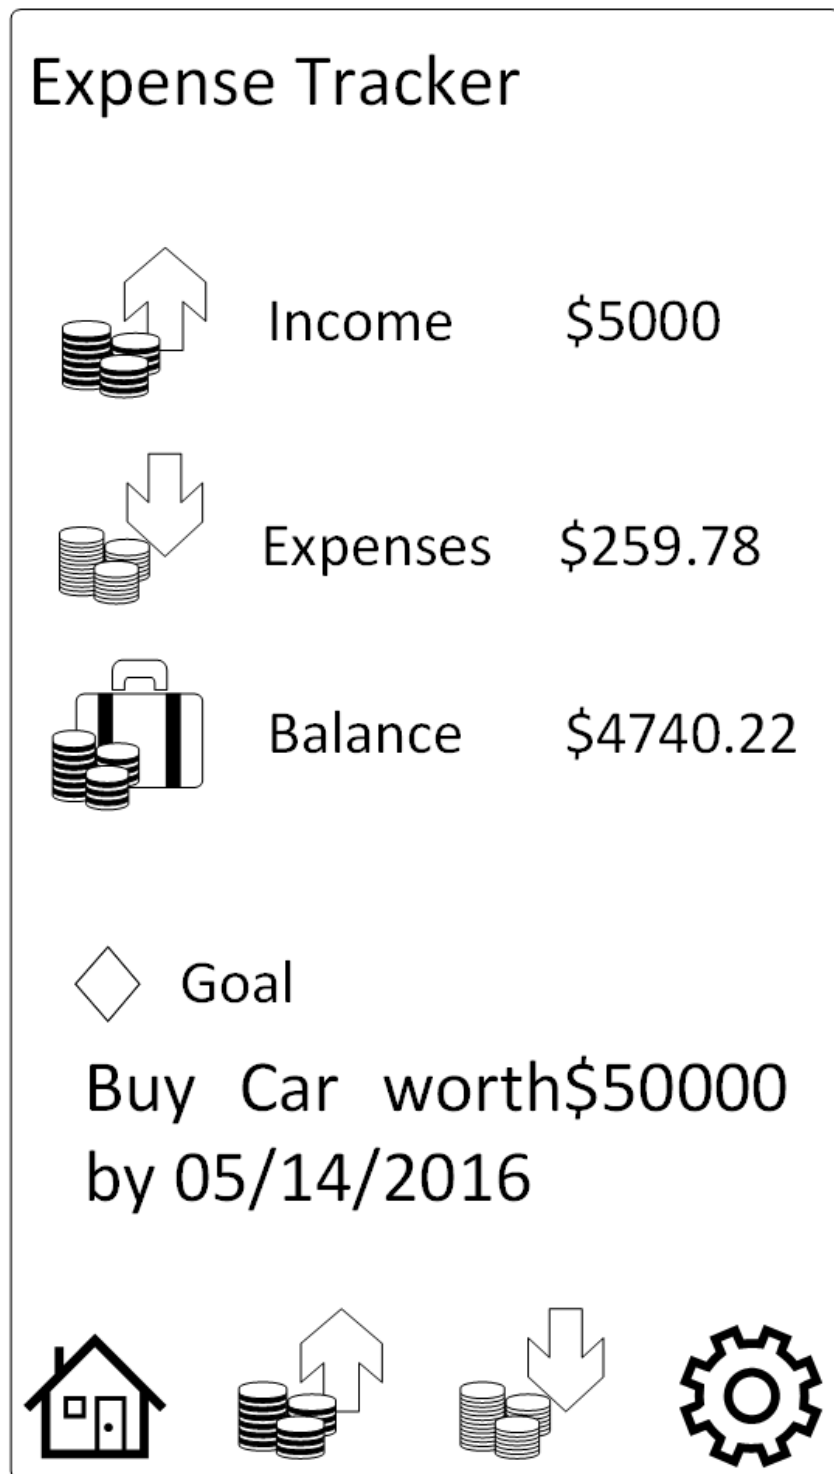 Expense Tracker
Income $5000
Expenses $259.78
Balance $4740.22
Goal
Buy Car worth$50000
by 05/14/2016